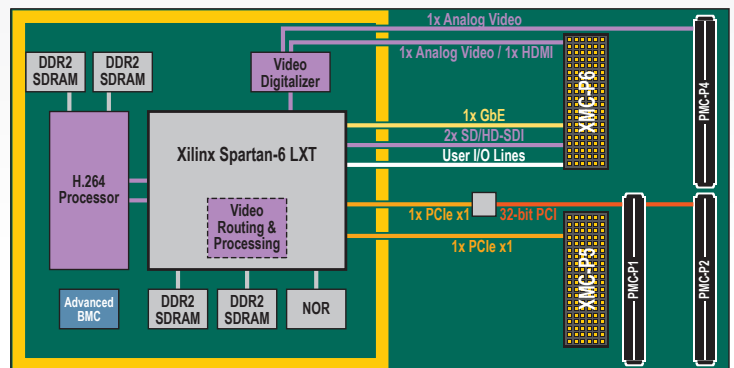 1x Analog Video
1x Analog Video / 1x HDMI
DDR2
SDRAM
DDR2
SDRAM
Video
Digitalizer
XMC-P6
PMC-P4
1x GbE
2x SD/HD-SDI
User I/O Lines
Xilinx Spartan-6 LXT
H.264
Processor
Video
Routing &
Processing
1x PCIe x1
32-bit PCI
1x PCIe x1
XMC-P5
PMC-P1
PMC-P2
Advanced
BMC
DDR2
SDRAM
DDR2
SDRAM
NOR